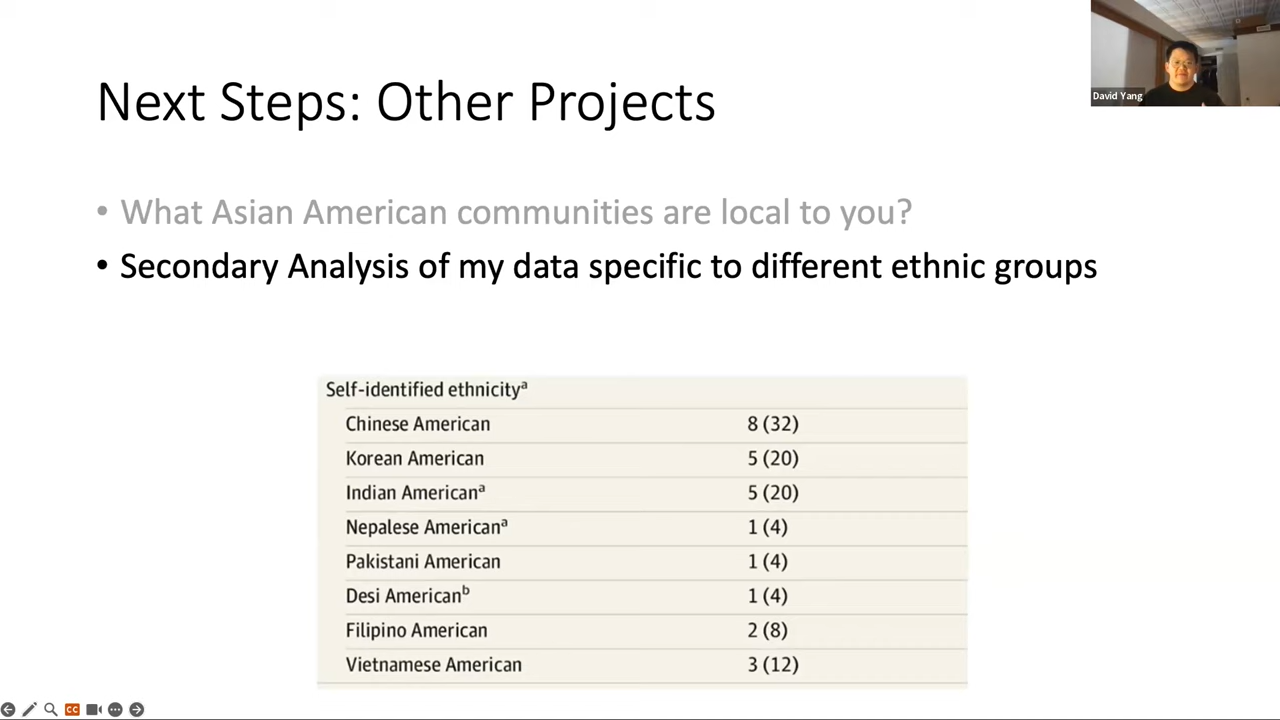 David Yang
Next Steps: Other Projects
• What Asian American communities are local to you?
• Secondary Analysis of my data specific to different ethnic groups
Self-identified ethnicityᵃ
Chinese American 8 (32)
Korean American 5 (20)
Indian Americanᵃ 5 (20)
Nepalese Americanᵃ 1 (4)
Pakistani American 1 (4)
Desi Americanᵇ 1 (4)
Filipino American 2 (8)
Vietnamese American 3 (12)
CC